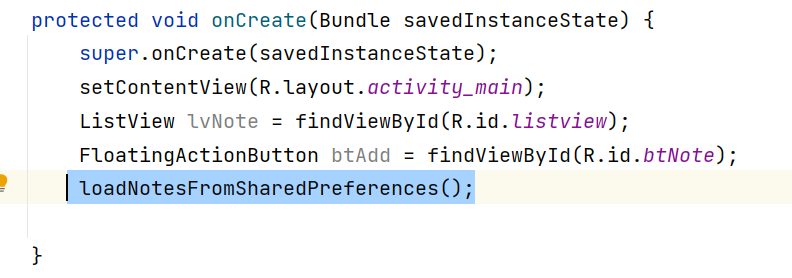 protected void onCreate(Bundle savedInstanceState) {
super.onCreate(savedInstanceState);
setContentView(R.layout.activity_main);
ListView lvNote = findViewById(R.id.listview);
FloatingActionButton btAdd = findViewById(R.id.btNote);
loadNotesFromSharedPreferences();
}